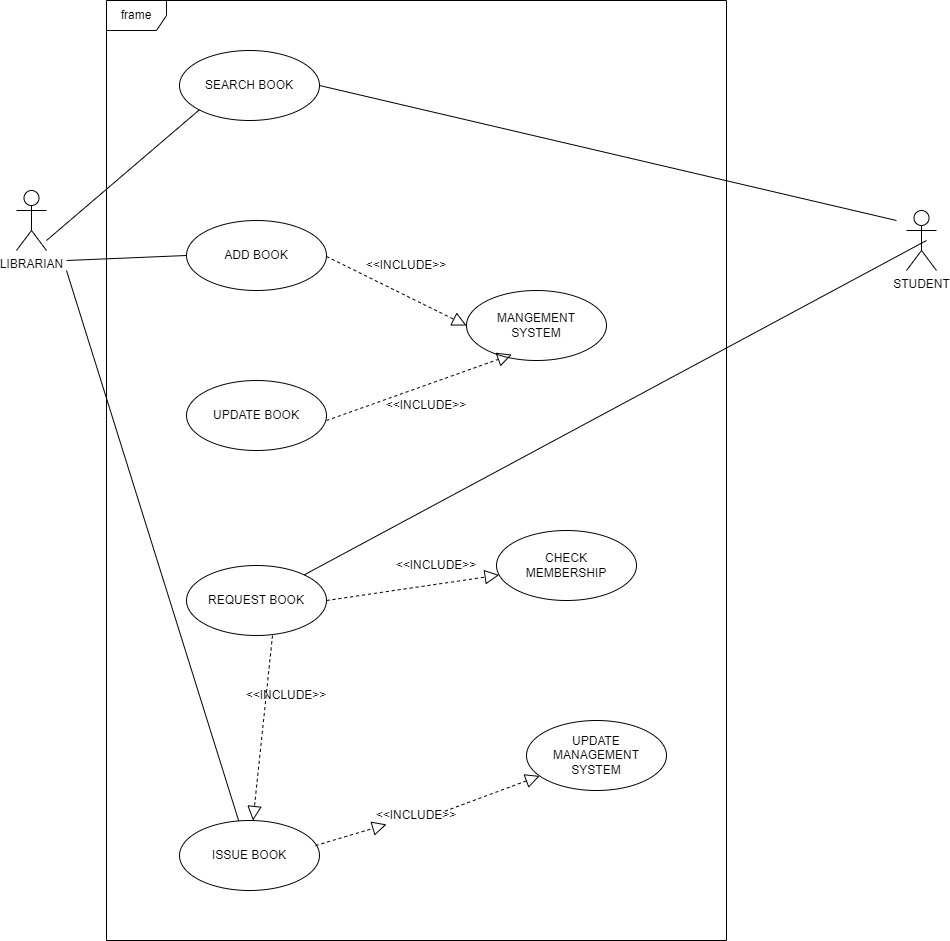 frame
SEARCH BOOK
LIBRARIAN
ADD BOOK
<<INCLUDE>>
STUDENT
MANGEMENT
SYSTEM
UPDATE BOOK
<<INCLUDE>>
CHECK
MEMBERSHIP
<<INCLUDE>>
REQUEST BOOK
<<INCLUDE>>
UPDATE
MANAGEMENT
SYSTEM
<<INCLUDE>>
ISSUE BOOK